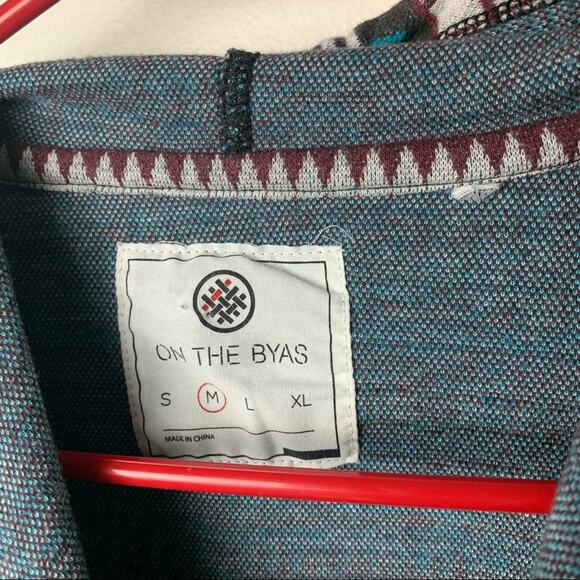 ON THE BYAS
S M L XL
MADE IN CHINA